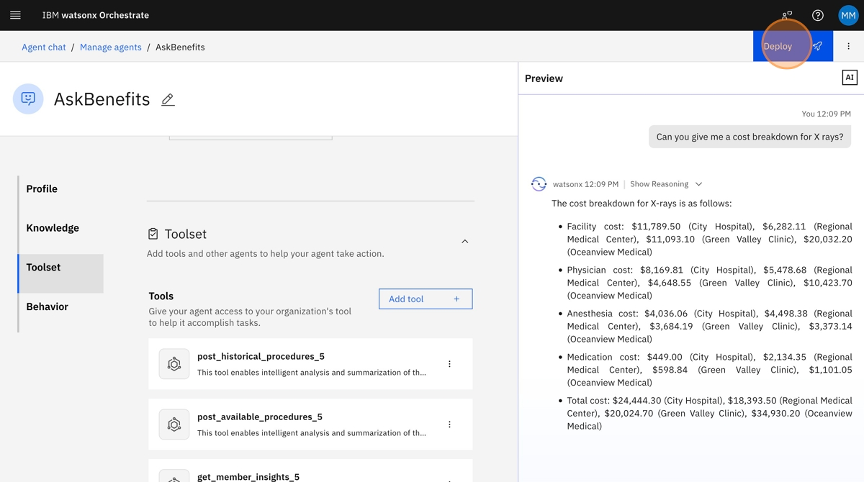 IBM watsonx Orchestrate
MM
Agent chat / Manage agents / AskBenefits
Deploy
AskBenefits
Profile
Knowledge
Toolset
Behavior
Toolset
Add tools and other agents to help your agent take action.
Tools
Give your agent access to your organization's tool
to help it accomplish tasks.
Add tool +
post_historical_procedures_5
This tool enables intelligent analysis and summarization of th...
post_available_procedures_5
This tool enables intelligent analysis and summarization of th...
get_member_insights_5
Preview
AI
You 12:09 PM
Can you give me a cost breakdown for X rays?
watsonx 12:09 PM | Show Reasoning
The cost breakdown for X-rays is as follows:
• Facility cost: $11,789.50 (City Hospital), $6,282.11 (Regional
Medical Center), $11,093.10 (Green Valley Clinic), $20,032.20
(Oceanview Medical)
• Physician cost: $8,169.81 (City Hospital), $5,478.68 (Regional
Medical Center), $4,648.55 (Green Valley Clinic), $10,423.70
(Oceanview Medical)
• Anesthesia cost: $4,036.06 (City Hospital), $4,498.38 (Regional
Medical Center), $3,684.19 (Green Valley Clinic), $3,373.14
(Oceanview Medical)
• Medication cost: $449.00 (City Hospital), $2,134.35 (Regional
Medical Center), $598.84 (Green Valley Clinic), $1,101.05
(Oceanview Medical)
• Total cost: $24,444.30 (City Hospital), $18,393.50 (Regional Medical
Center), $20,024.70 (Green Valley Clinic), $34,930.20 (Oceanview
Medical)